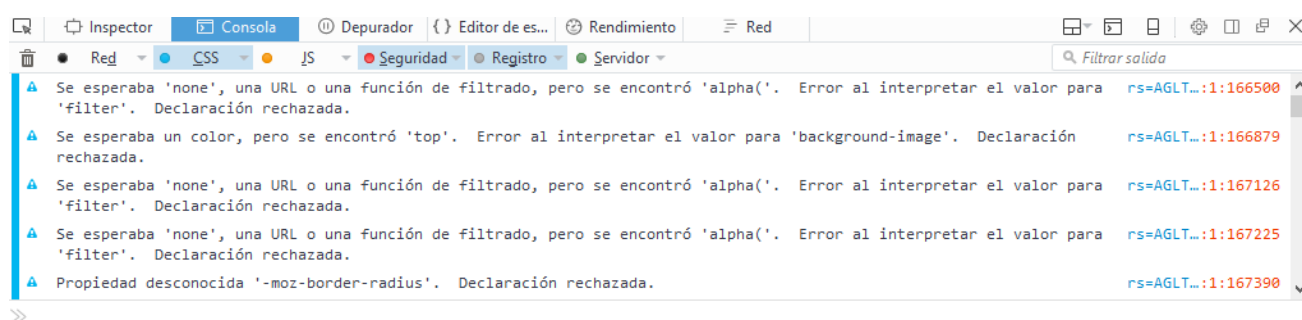 Inspector Consola Depurador { } Editor de es... Rendimiento Red
Red CSS JS Seguridad Registro Servidor Filtrar salida
Se esperaba 'none', una URL o una función de filtrado, pero se encontró 'alpha('.  Error al interpretar el valor para rs=AGLT…:1:166500
'filter'.  Declaración rechazada.
Se esperaba un color, pero se encontró 'top'.  Error al interpretar el valor para 'background-image'.  Declaración rs=AGLT…:1:166879
rechazada.
Se esperaba 'none', una URL o una función de filtrado, pero se encontró 'alpha('.  Error al interpretar el valor para rs=AGLT…:1:167126
'filter'.  Declaración rechazada.
Se esperaba 'none', una URL o una función de filtrado, pero se encontró 'alpha('.  Error al interpretar el valor para rs=AGLT…:1:167225
'filter'.  Declaración rechazada.
Propiedad desconocida '-moz-border-radius'.  Declaración rechazada. rs=AGLT…:1:167390